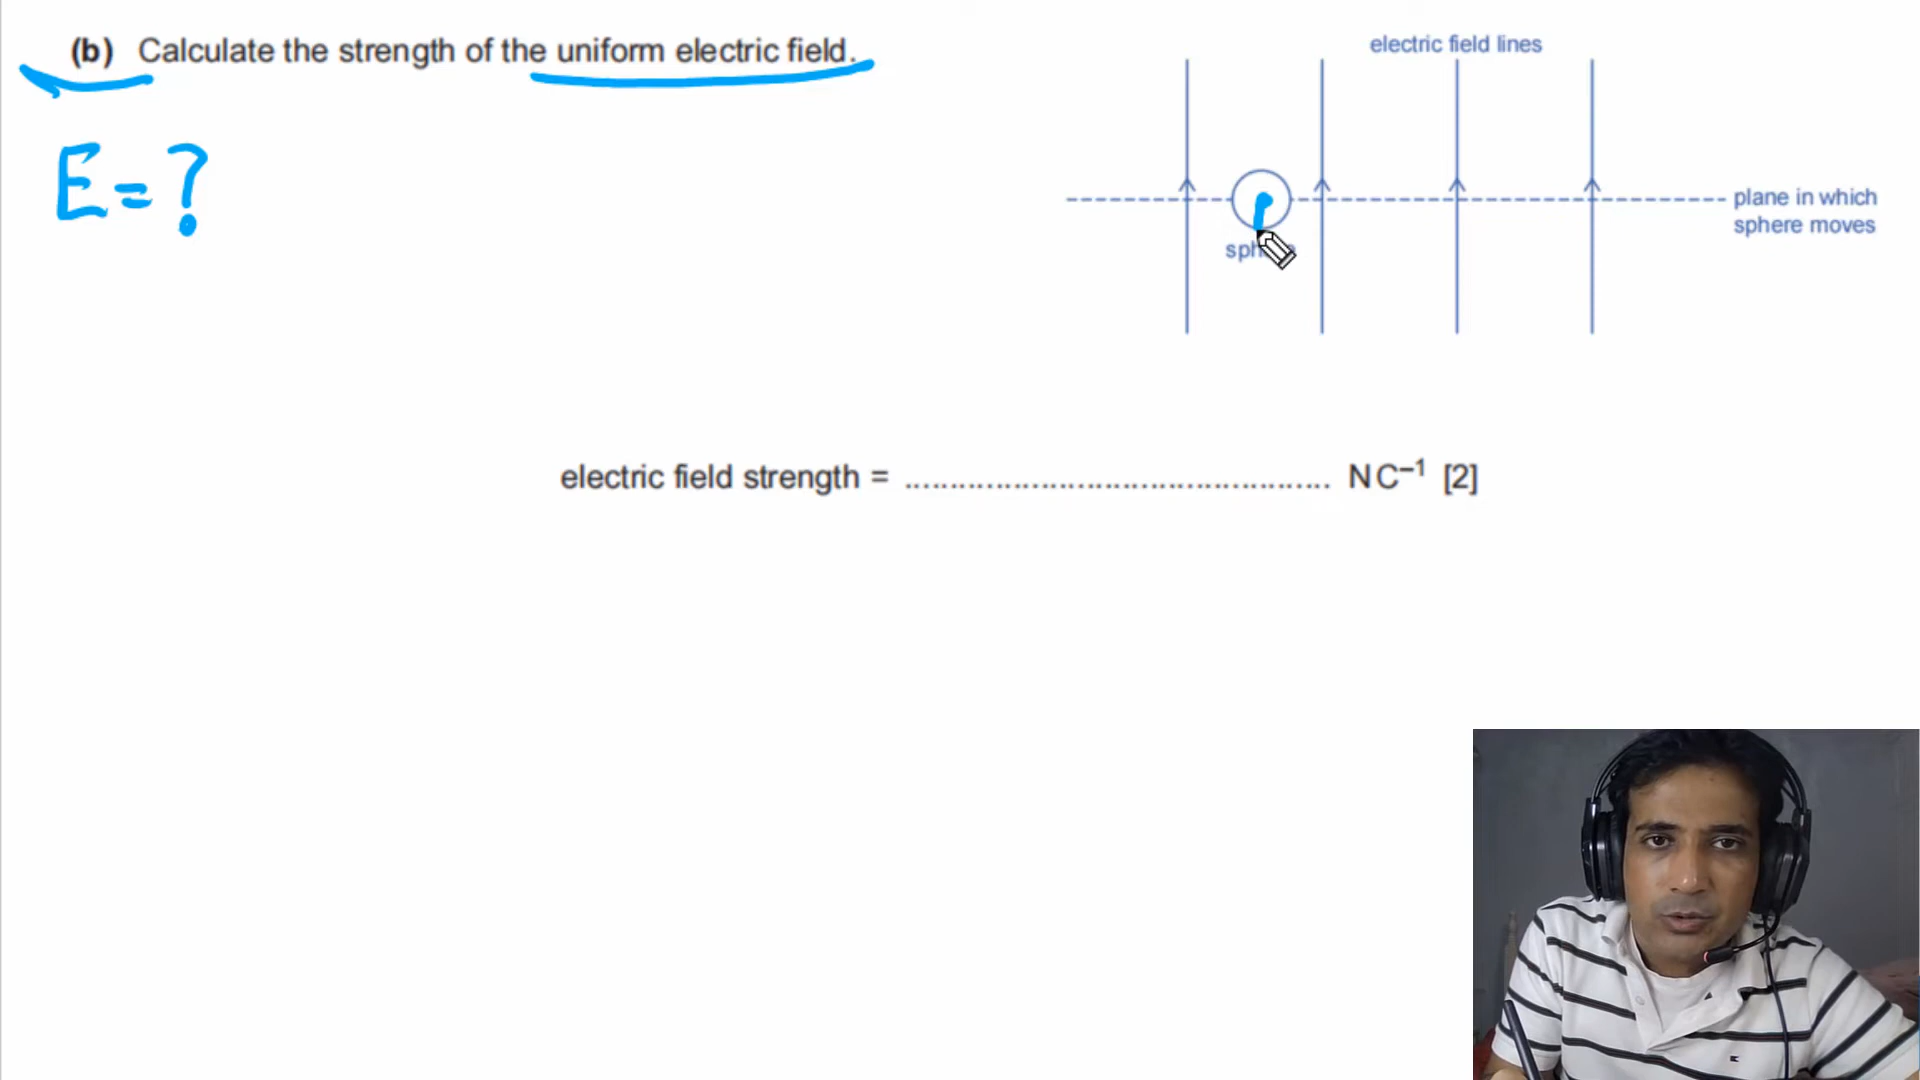 (b) Calculate the strength of the uniform electric field.
E = ?
electric field lines
plane in which
sphere moves
electric field strength = ............................................... N C⁻¹ [2]